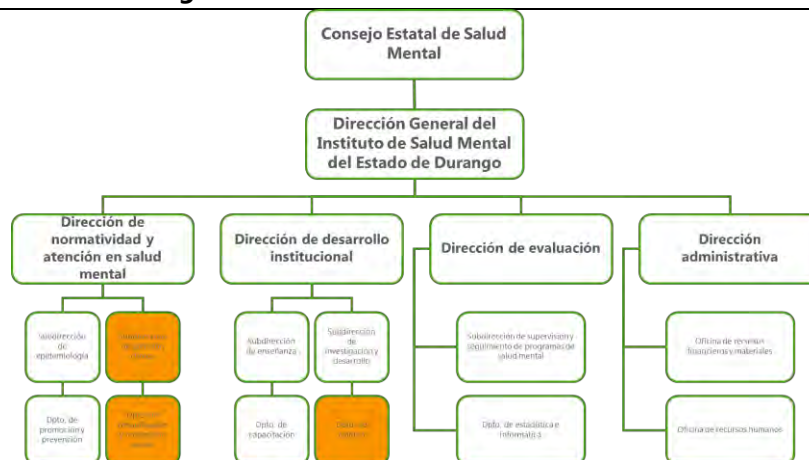 Consejo Estatal de Salud
Mental
Dirección General del
Instituto de Salud Mental
del Estado de Durango
Dirección de
normatividad y
atención en salud
mental
Dirección de desarrollo
institucional
Dirección de evaluación
Dirección
administrativa
Subdirección
de
epidemiología
Subdirección
de enseñanza
Subdirección
de
investigación y
desarrollo
Subdirección de supervisión y
seguimiento de programas de
salud mental
Oficina de recursos
financieros y materiales
Dpto. de
promoción y
prevención
Dpto. de
capacitación
Dpto. de estadística e
informática
Oficina de recursos humanos